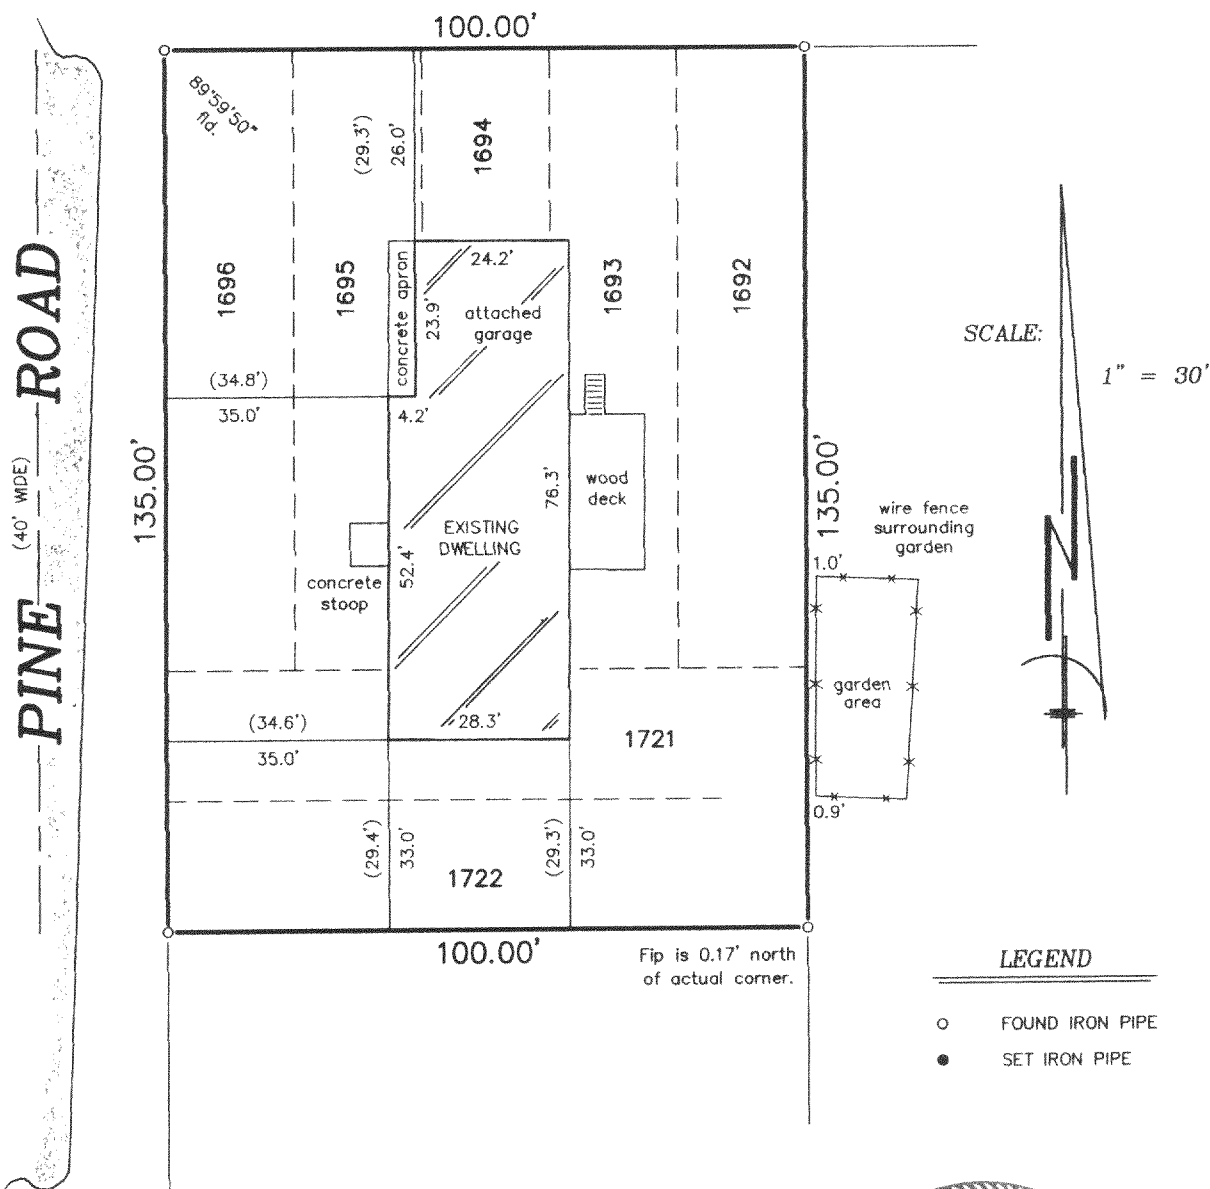 100.00'
89°59'50"
fld.
(29.3')
26.0'
1694
1696
1695
concrete apron
24.2'
23.9'
attached
garage
1693
1692
PINE ROAD
(40' WIDE)
SCALE:
1" = 30'
(34.8')
35.0'
4.2'
135.00'
76.3'
wood
deck
135.00'
wire fence
surrounding
garden
EXISTING
DWELLING
52.4'
concrete
stoop
1.0'
N
garden
area
(34.6')
35.0'
28.3'
1721
0.9'
(29.4')
33.0'
(29.3')
33.0'
1722
100.00'
Fip is 0.17' north
of actual corner.
LEGEND
FOUND IRON PIPE
SET IRON PIPE